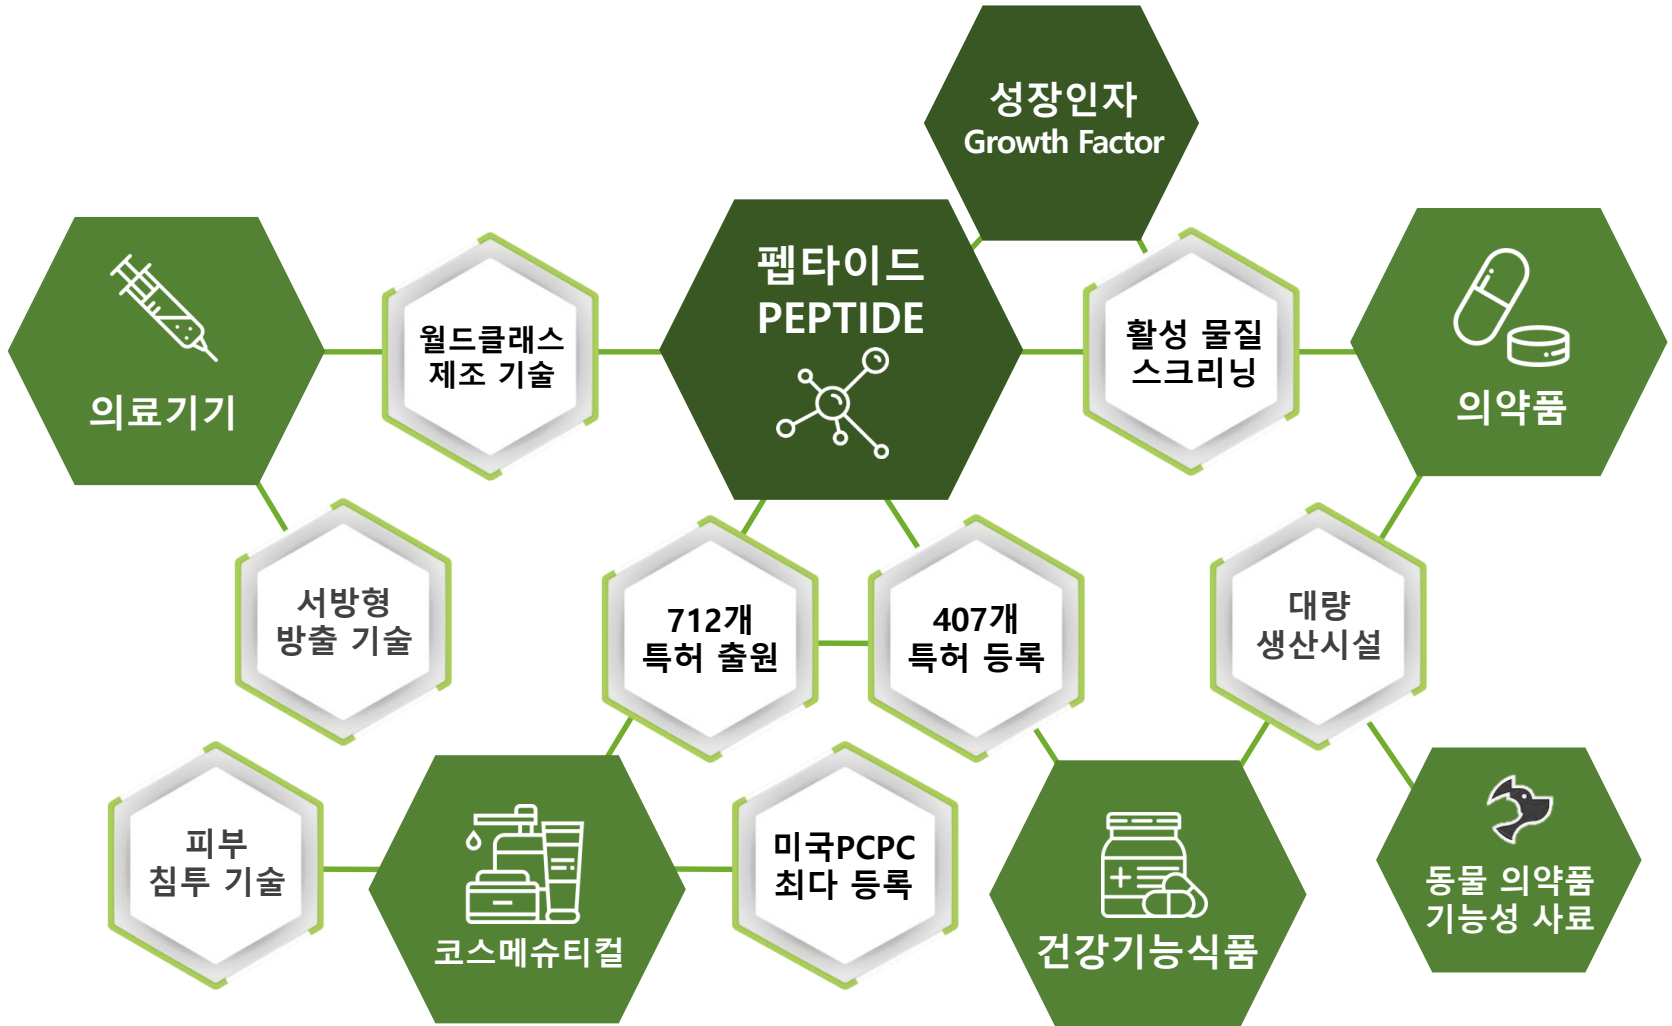 성장인자
Growth Factor
펩타이드
PEPTIDE
의료기기
월드클래스
제조 기술
활성 물질
스크리닝
의약품
서방형
방출 기술
712개
특허 출원
407개
특허 등록
대량
생산시설
피부
침투 기술
코스메슈티컬
미국PCPC
최다 등록
건강기능식품
동물 의약품
기능성 사료